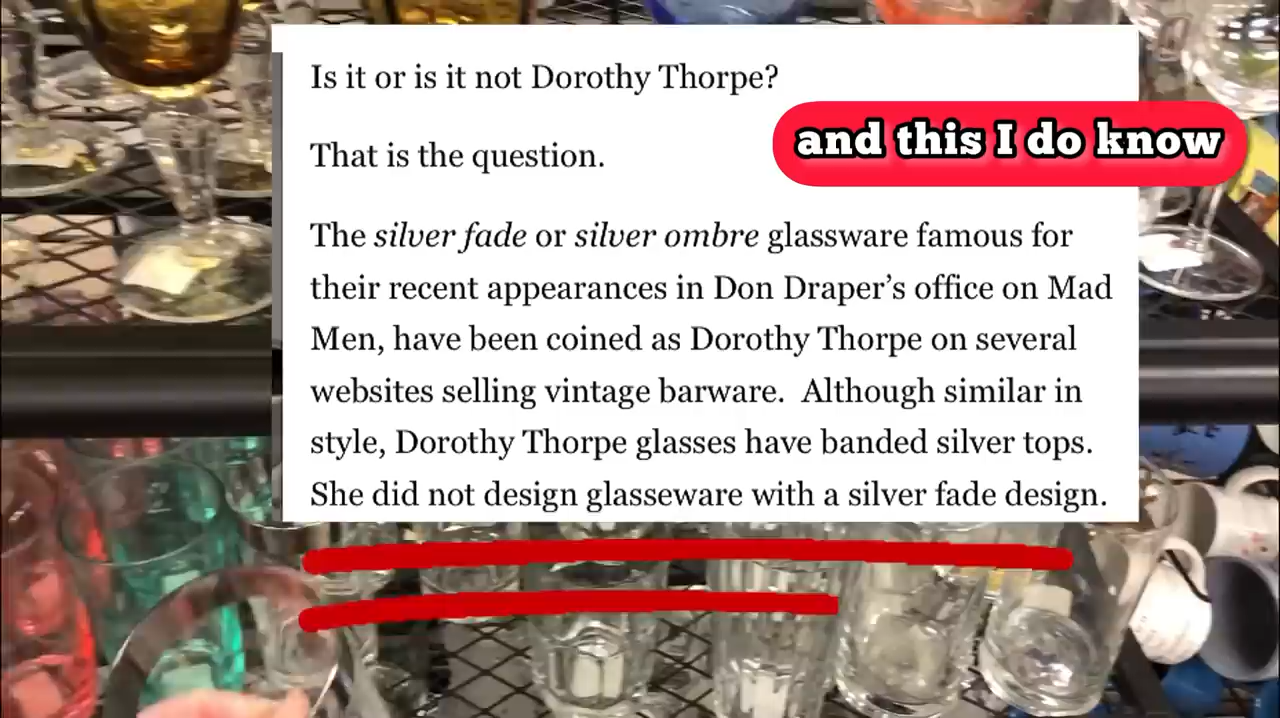 Is it or is it not Dorothy Thorpe?
and this I do know
That is the question.
The silver fade or silver ombre glassware famous for
their recent appearances in Don Draper’s office on Mad
Men, have been coined as Dorothy Thorpe on several
websites selling vintage barware.  Although similar in
style, Dorothy Thorpe glasses have banded silver tops.
She did not design glasseware with a silver fade design.